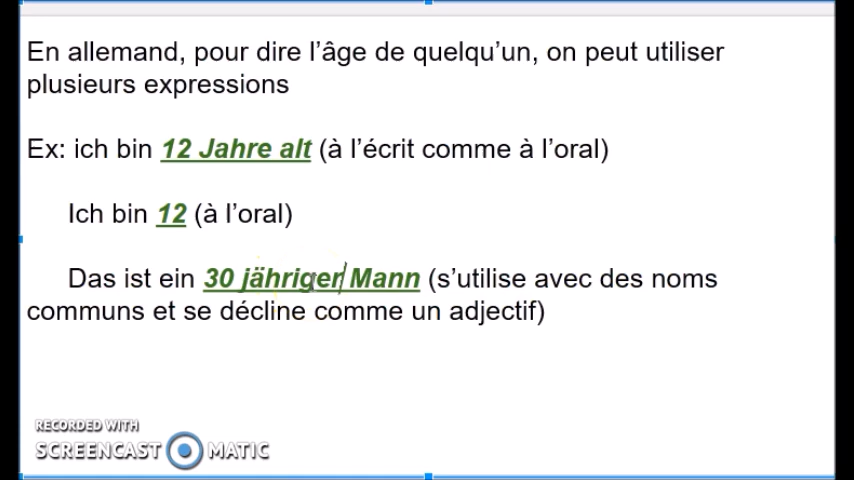 En allemand, pour dire l’âge de quelqu’un, on peut utiliser
plusieurs expressions
Ex: ich bin 12 Jahre alt (à l’écrit comme à l’oral)
Ich bin 12 (à l’oral)
Das ist ein 30 jähriger Mann (s’utilise avec des noms
communs et se décline comme un adjectif)
RECORDED WITH
SCREENCAST MATIC